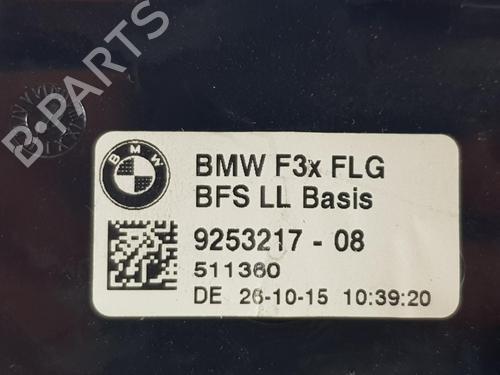 B-PARTS
BMW
BMW F3x FLG
BFS LL Basis
9253217 - 08
511360
DE 26-10-15 10:39:20